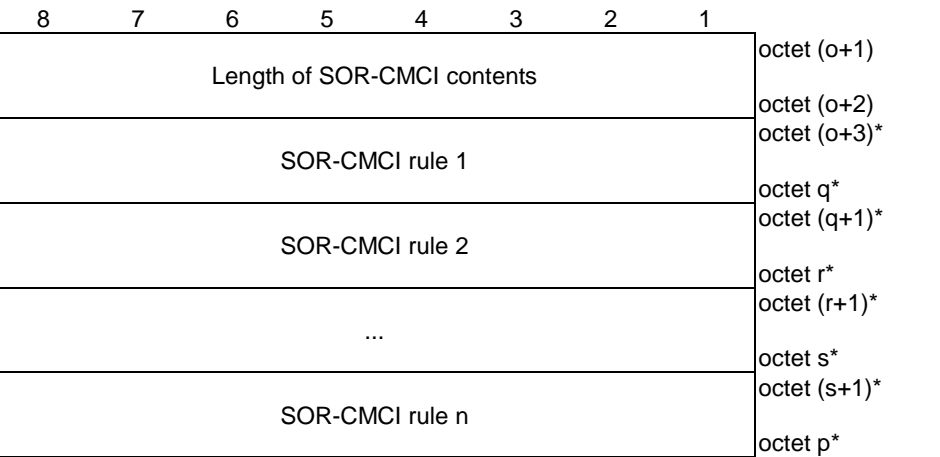 8 7 6 5 4 3 2 1
octet (o+1)
Length of SOR-CMCI contents
octet (o+2)
octet (o+3)*
SOR-CMCI rule 1
octet q*
octet (q+1)*
SOR-CMCI rule 2
octet r*
octet (r+1)*
...
octet s*
octet (s+1)*
SOR-CMCI rule n
octet p*